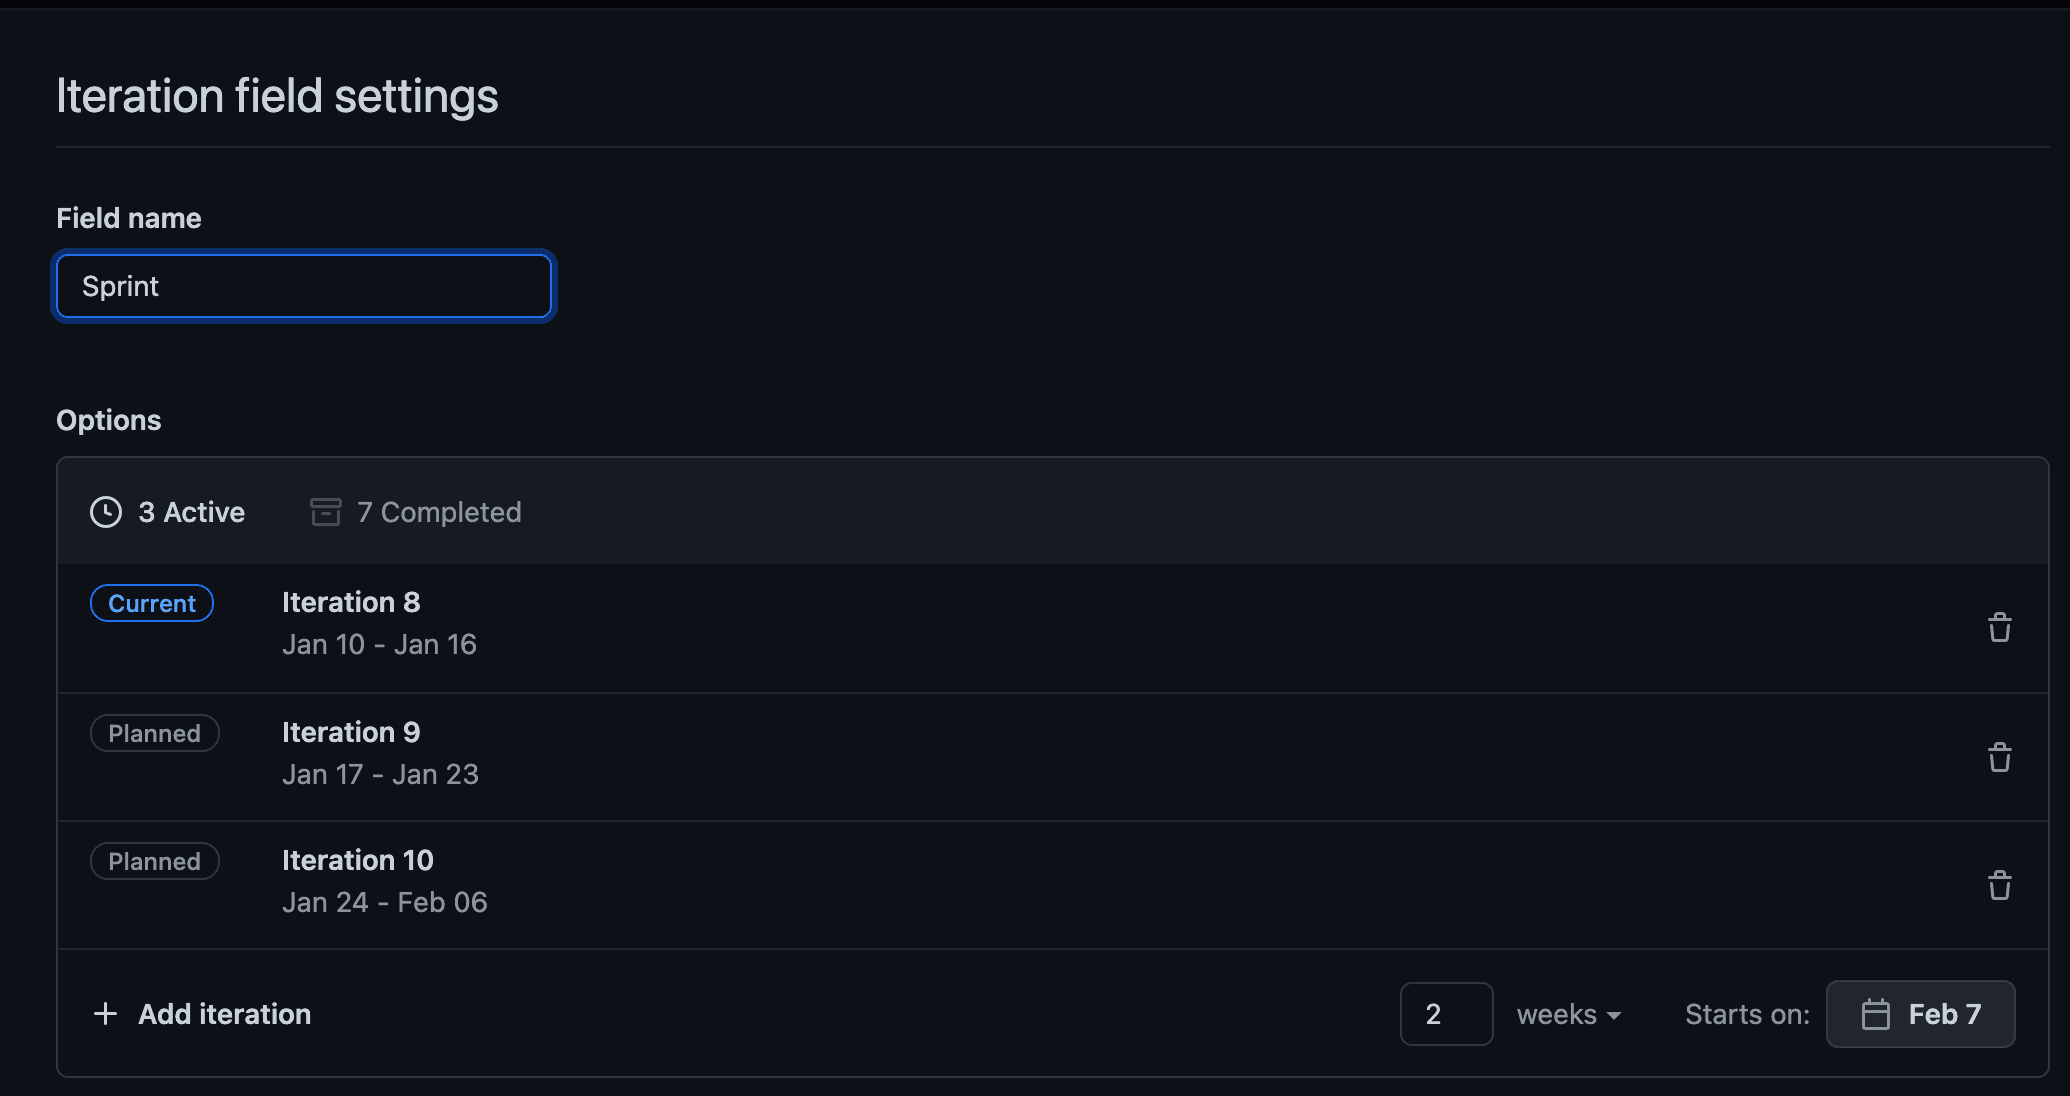 Iteration field settings
Field name
Sprint
Options
3 Active 7 Completed
Current Iteration 8
Jan 10 - Jan 16
Planned Iteration 9
Jan 17 - Jan 23
Planned Iteration 10
Jan 24 - Feb 06
Add iteration 2 weeks Starts on: Feb 7